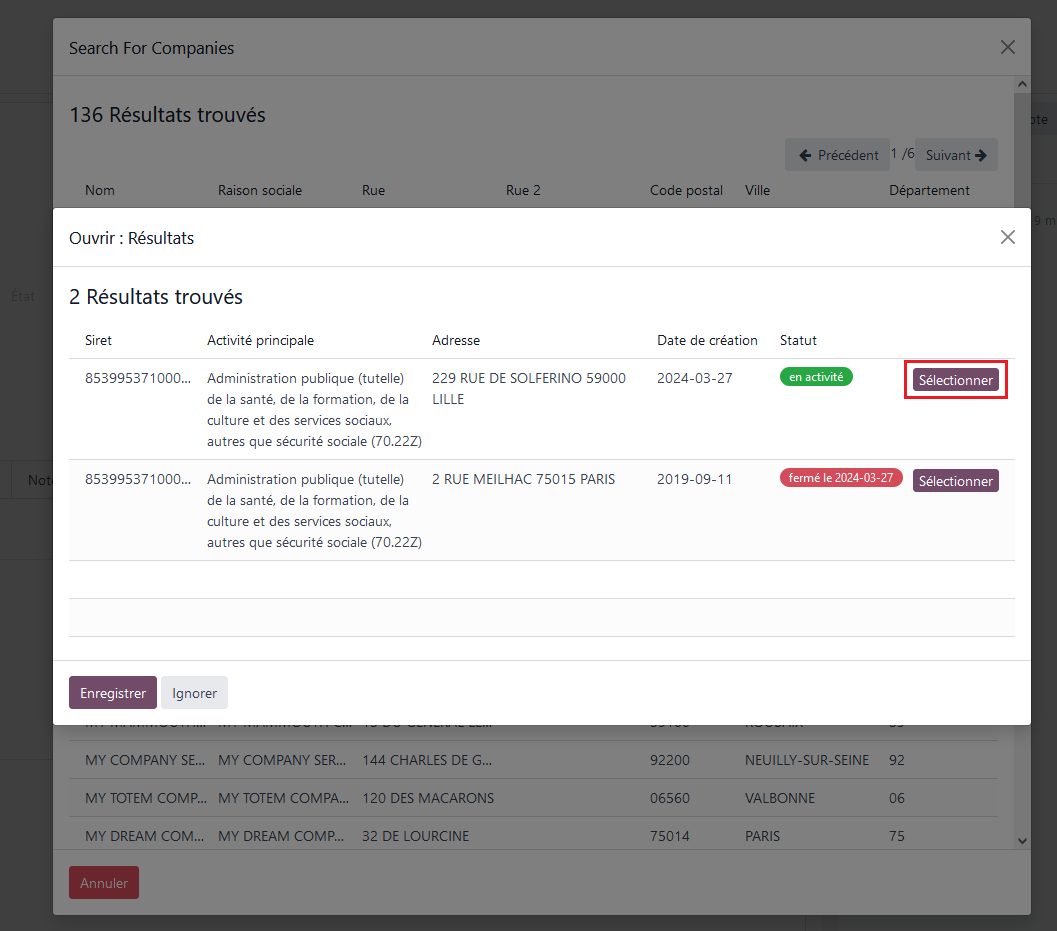 Search For Companies
136 Résultats trouvés
ote
Précédent 1 /6 Suivant
Nom Raison sociale Rue Rue 2 Code postal Ville Département
9 m
Ouvrir : Résultats
État
2 Résultats trouvés
Siret Activité principale Adresse Date de création Statut
853995371000... Administration publique (tutelle) 229 RUE DE SOLFERINO 59000 2024-03-27 en activité Sélectionner
de la santé, de la formation, de la LILLE
culture et des services sociaux,
autres que sécurité sociale (70.22Z)
Note
853995371000... Administration publique (tutelle) 2 RUE MEILHAC 75015 PARIS 2019-09-11 fermé le 2024-03-27 Sélectionner
de la santé, de la formation, de la
culture et des services sociaux,
autres que sécurité sociale (70.22Z)
Enregistrer Ignorer
MY COMPANY SE... MY COMPANY SER... 144 CHARLES DE G... 92200 NEUILLY-SUR-SEINE 92
MY TOTEM COMP... MY TOTEM COMPA... 120 DES MACARONS 06560 VALBONNE 06
MY DREAM COM... MY DREAM COMP... 32 DE LOURCINE 75014 PARIS 75
Annuler